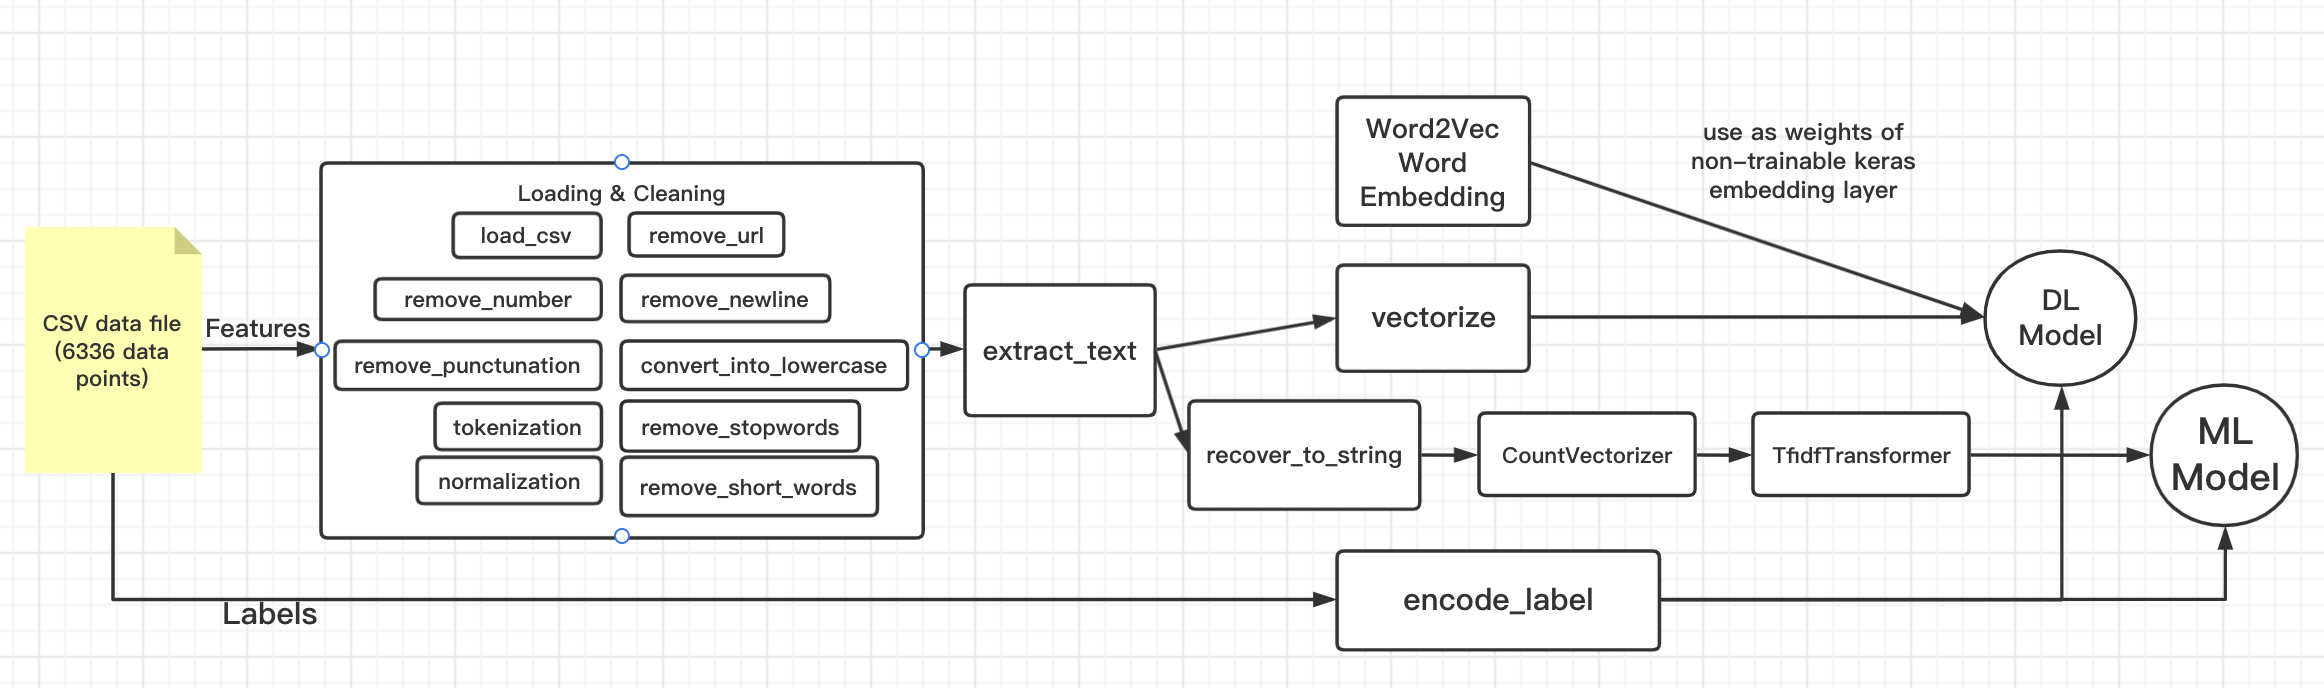 CSV data file
(6336 data
points)
Features
Labels
Loading & Cleaning
load_csv
remove_url
remove_number
remove_newline
remove_punctunation
convert_into_lowercase
tokenization
remove_stopwords
normalization
remove_short_words
extract_text
Word2Vec
Word
Embedding
use as weights of
non-trainable keras
embedding layer
vectorize
DL
Model
recover_to_string
CountVectorizer
TfidfTransformer
ML
Model
encode_label